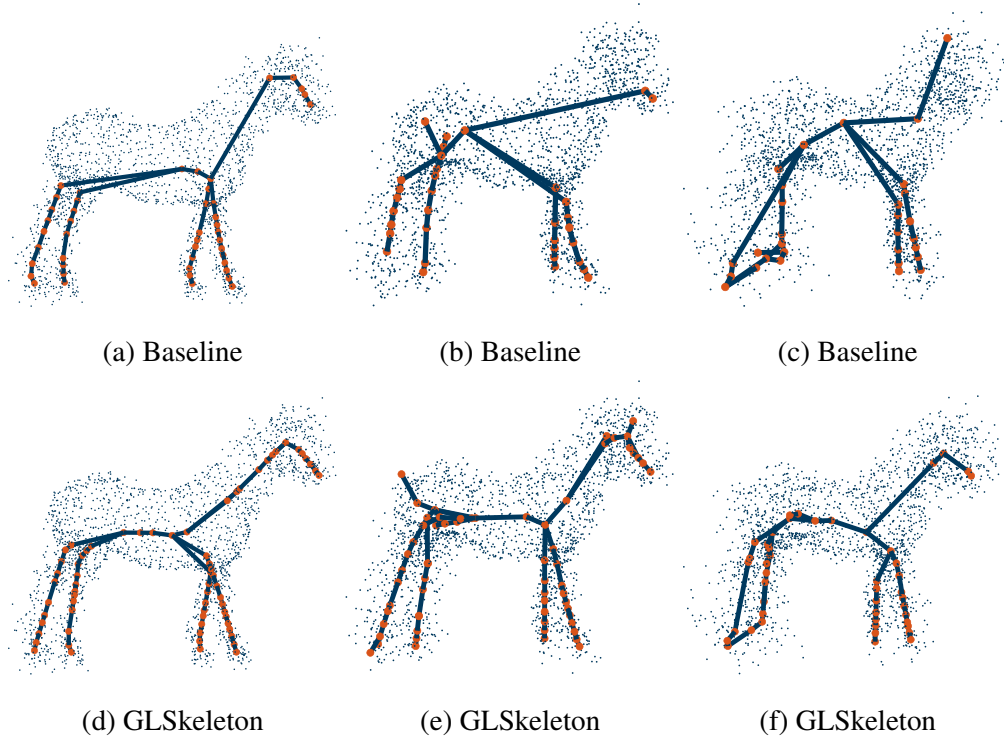 (a) Baseline
(b) Baseline
(c) Baseline
(d) GLSkeleton
(e) GLSkeleton
(f) GLSkeleton